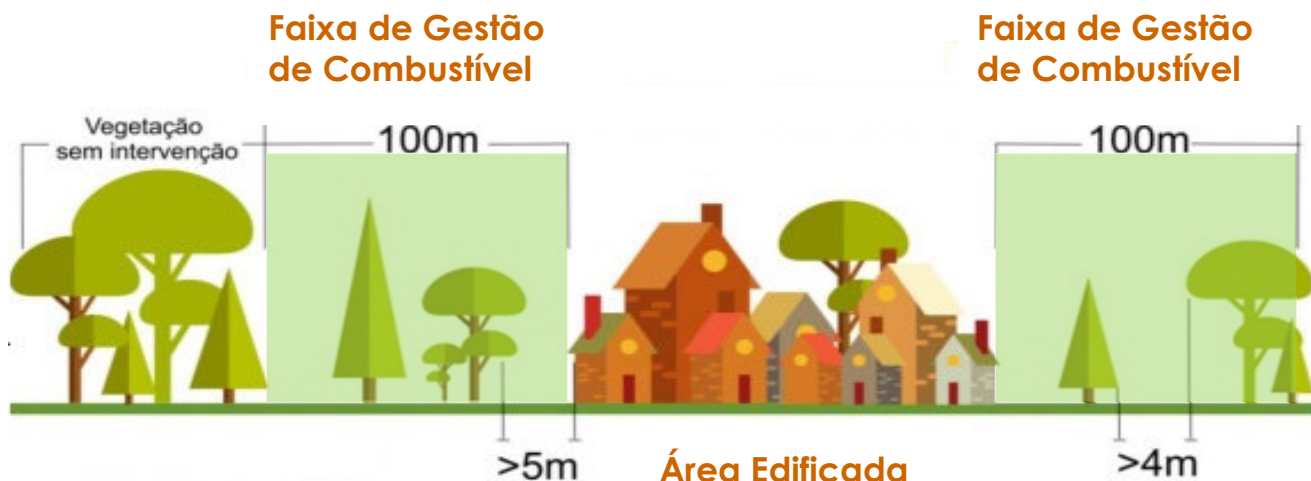 Faixa de Gestão
de Combustível
Faixa de Gestão
de Combustível
Vegetação
sem intervenção
100m
100m
>5m
Área Edificada
>4m